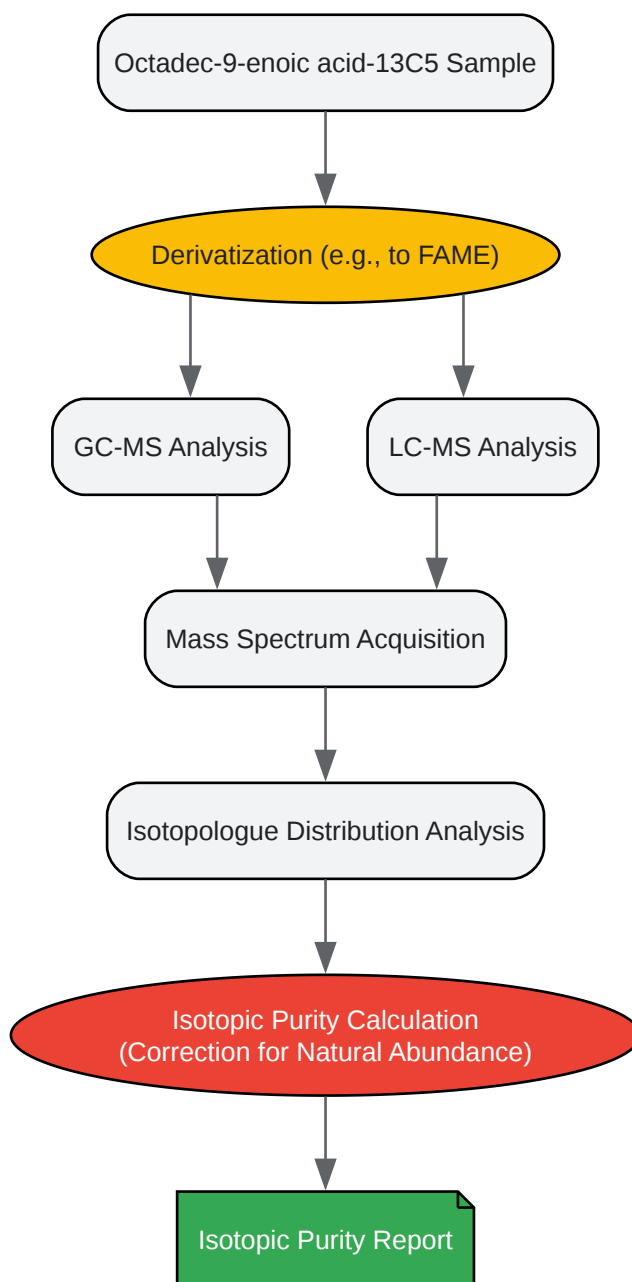 Octadec-9-enoic acid-13C5 Sample
Derivatization (e.g., to FAME)
GC-MS Analysis
LC-MS Analysis
Mass Spectrum Acquisition
Isotopologue Distribution Analysis
Isotopic Purity Calculation
(Correction for Natural Abundance)
Isotopic Purity Report